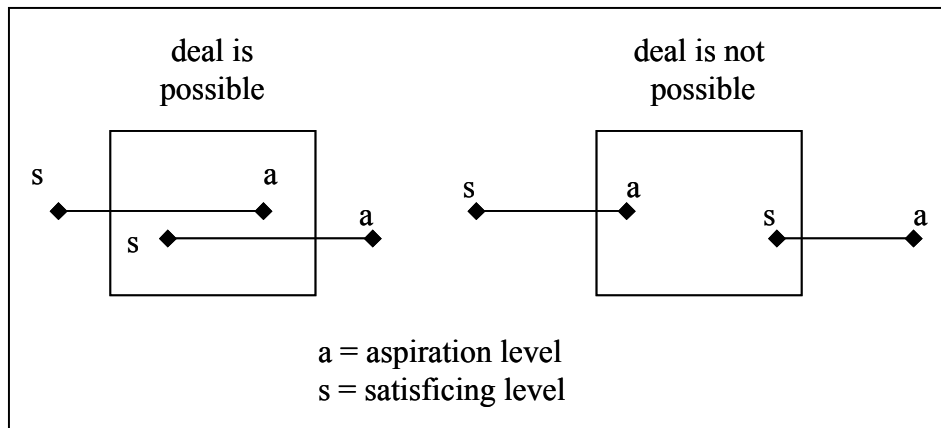 deal is
possible
deal is not
possible
s
a
s
a
s
a
s
a
a = aspiration level
s = satisficing level